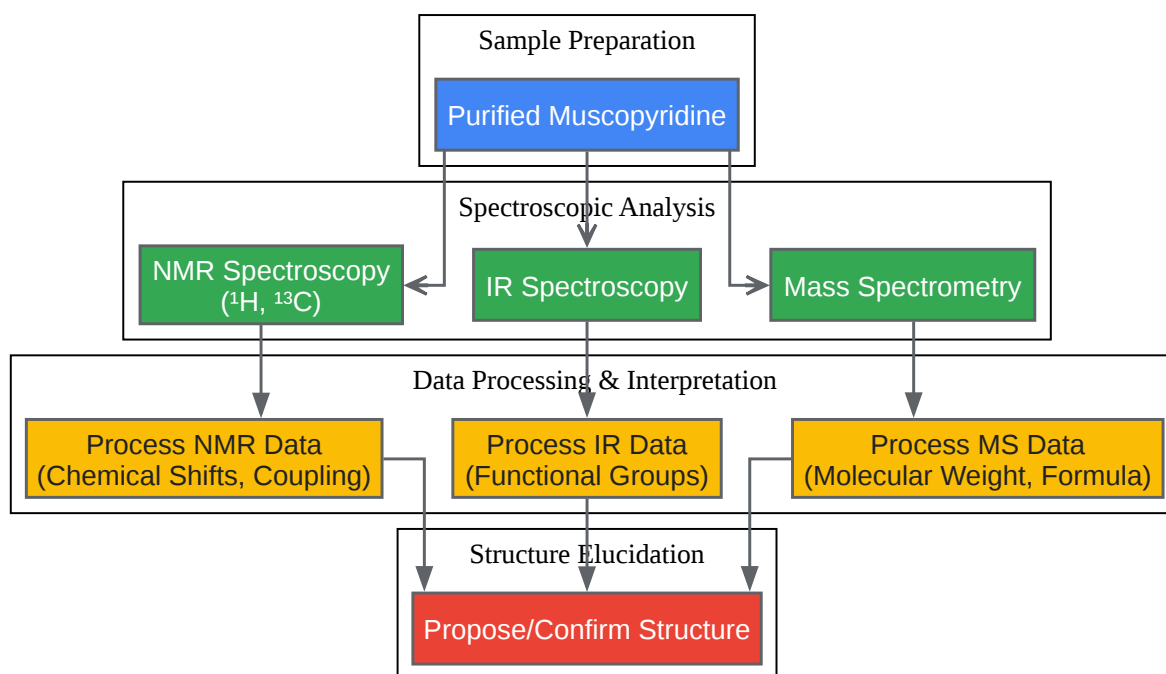 Sample Preparation
Purified Muscopyridine
Spectroscopic Analysis
NMR Spectroscopy
(¹H, ¹³C)
IR Spectroscopy
Mass Spectrometry
Data Processing & Interpretation
Process NMR Data
(Chemical Shifts, Coupling)
Process IR Data
(Functional Groups)
Process MS Data
(Molecular Weight, Formula)
Structure Elucidation
Propose/Confirm Structure